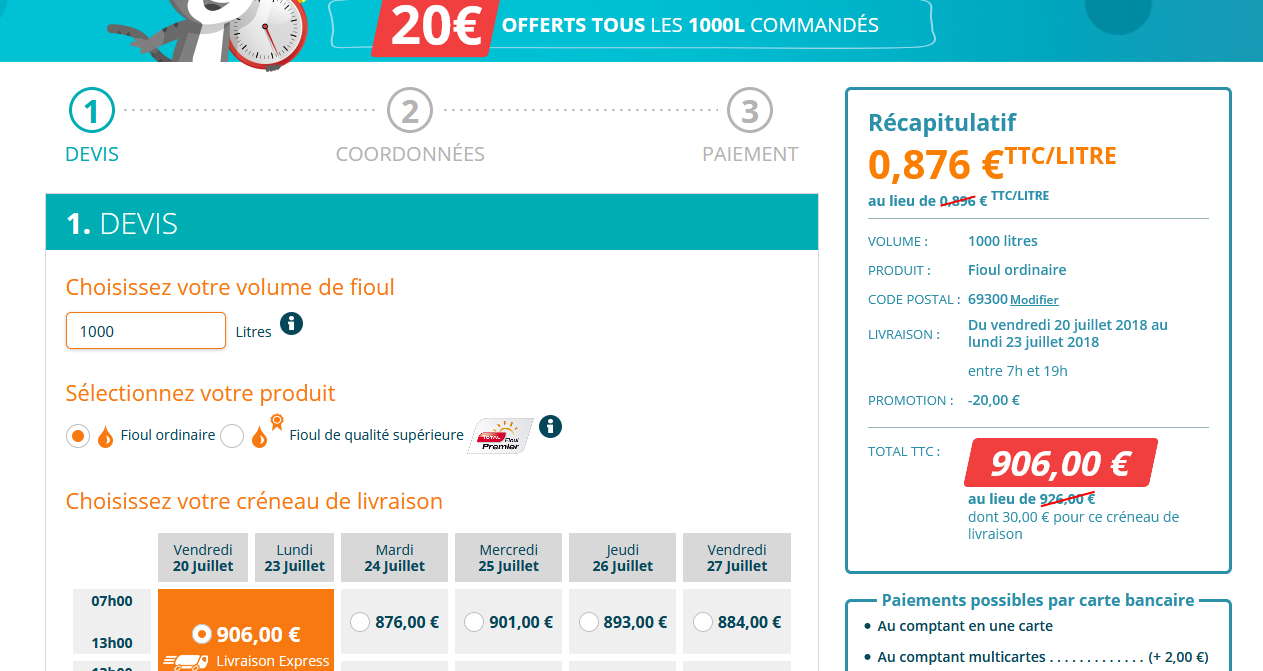 20€ OFFERTS TOUS LES 1000L COMMANDÉS
1 2 3
DEVIS COORDONNÉES PAIEMENT
1. DEVIS
Choisissez votre volume de fioul
1000 Litres
Sélectionnez votre produit
Fioul ordinaire Fioul de qualité supérieure TOTAL Fioul Premier
Choisissez votre créneau de livraison
Vendredi Lundi Mardi Mercredi Jeudi Vendredi
20 Juillet 23 Juillet 24 Juillet 25 Juillet 26 Juillet 27 Juillet
07h00
13h00
906,00 € 876,00 € 901,00 € 893,00 € 884,00 €
Livraison Express
13h00
Récapitulatif
0,876 € TTC/LITRE
au lieu de 0,896 € TTC/LITRE
VOLUME : 1000 litres
PRODUIT : Fioul ordinaire
CODE POSTAL : 69300 Modifier
LIVRAISON : Du vendredi 20 juillet 2018 au
lundi 23 juillet 2018
entre 7h et 19h
PROMOTION : -20,00 €
TOTAL TTC : 906,00 €
au lieu de 926,00 €
dont 30,00 € pour ce créneau de
livraison
Paiements possibles par carte bancaire
• Au comptant en une carte
• Au comptant multicartes . . . . . . . . . . . . . (+ 2,00 €)